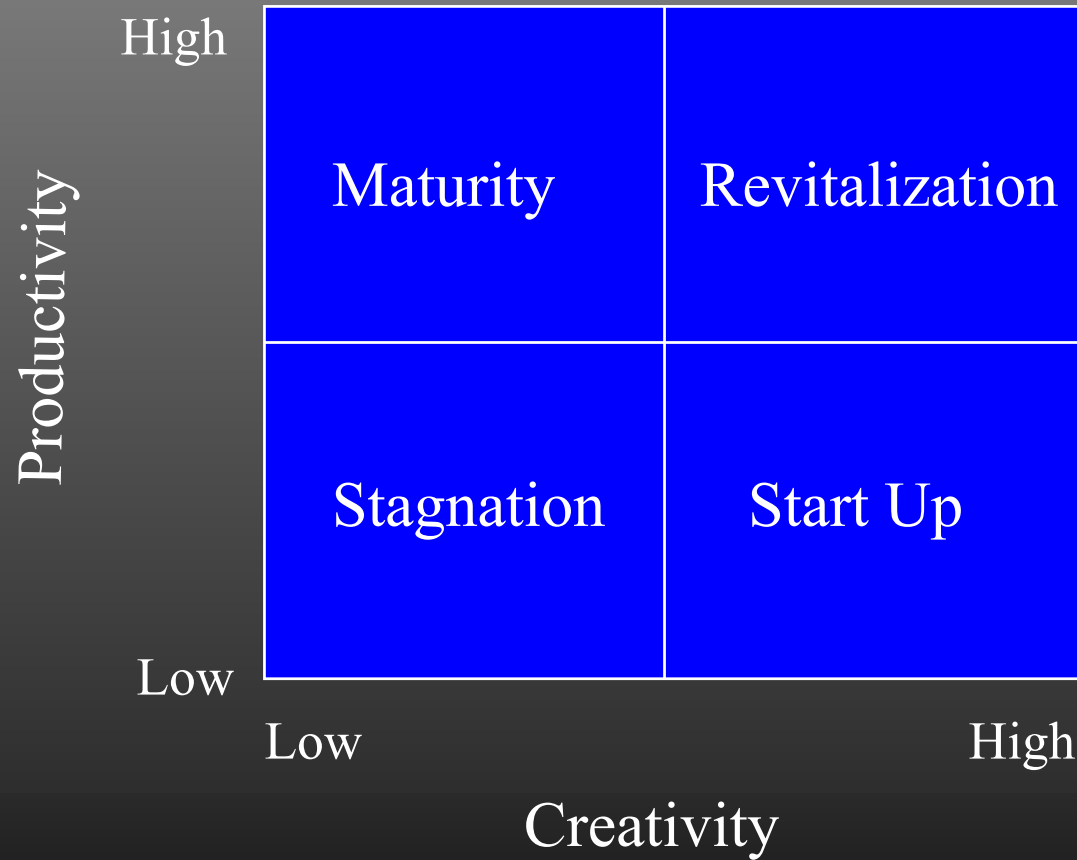 High
Productivity
Maturity
Revitalization
Stagnation
Start Up
Low
Low
High
Creativity